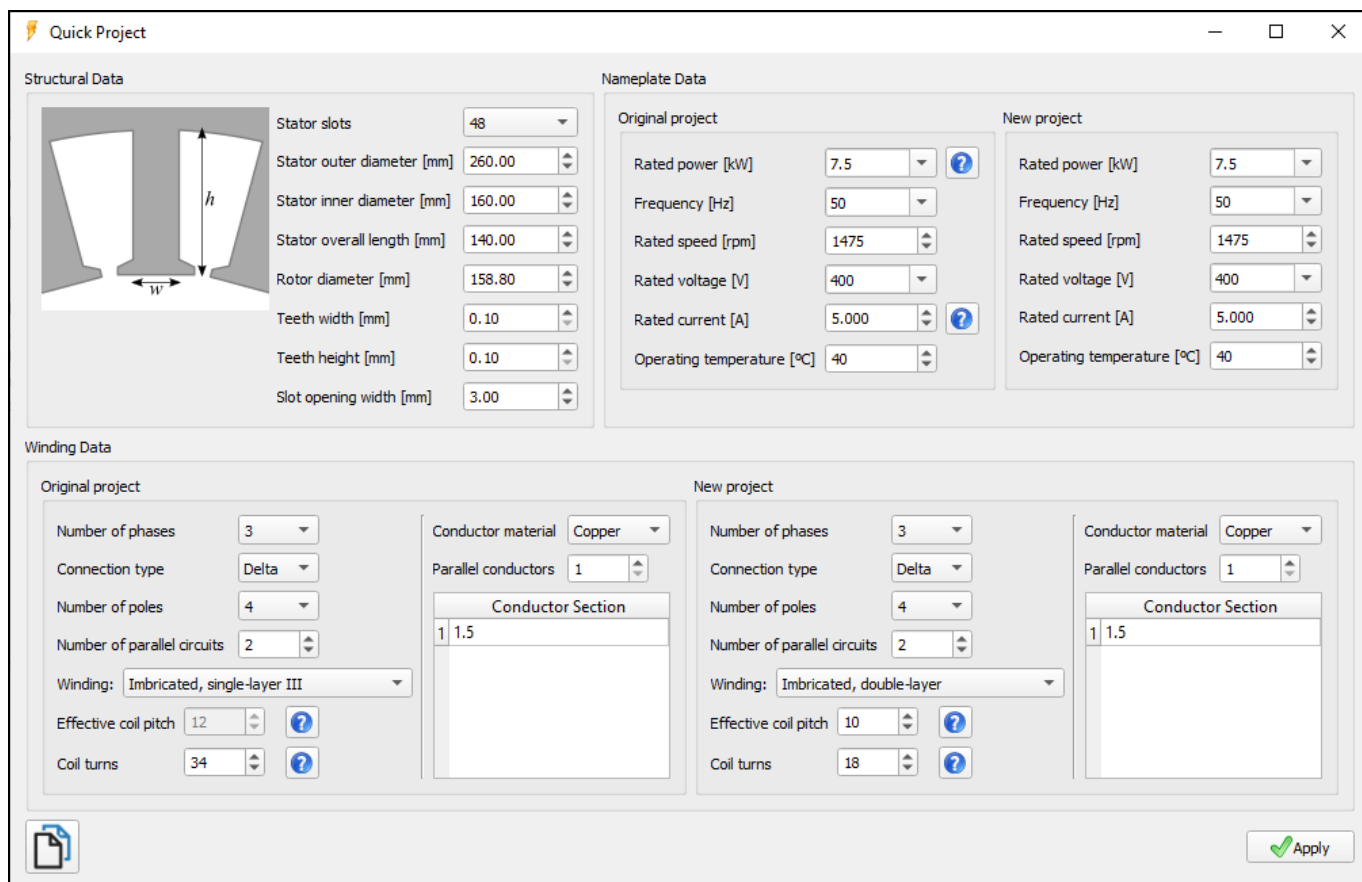 Quick Project
Structural Data
h
w
Stator slots 48
Stator outer diameter [mm] 260.00
Stator inner diameter [mm] 160.00
Stator overall length [mm] 140.00
Rotor diameter [mm] 158.80
Teeth width [mm] 0.10
Teeth height [mm] 0.10
Slot opening width [mm] 3.00
Nameplate Data
Original project
Rated power [kW] 7.5 ?
Frequency [Hz] 50
Rated speed [rpm] 1475
Rated voltage [V] 400
Rated current [A] 5.000 ?
Operating temperature [ºC] 40
New project
Rated power [kW] 7.5
Frequency [Hz] 50
Rated speed [rpm] 1475
Rated voltage [V] 400
Rated current [A] 5.000
Operating temperature [ºC] 40
Winding Data
Original project
Number of phases 3
Connection type Delta
Number of poles 4
Number of parallel circuits 2
Winding: Imbricated, single-layer III
Effective coil pitch 12 ?
Coil turns 34 ?
Conductor material Copper
Parallel conductors 1
Conductor Section
1 1.5
New project
Number of phases 3
Connection type Delta
Number of poles 4
Number of parallel circuits 2
Winding: Imbricated, double-layer
Effective coil pitch 10 ?
Coil turns 18 ?
Conductor material Copper
Parallel conductors 1
Conductor Section
1 1.5
Apply